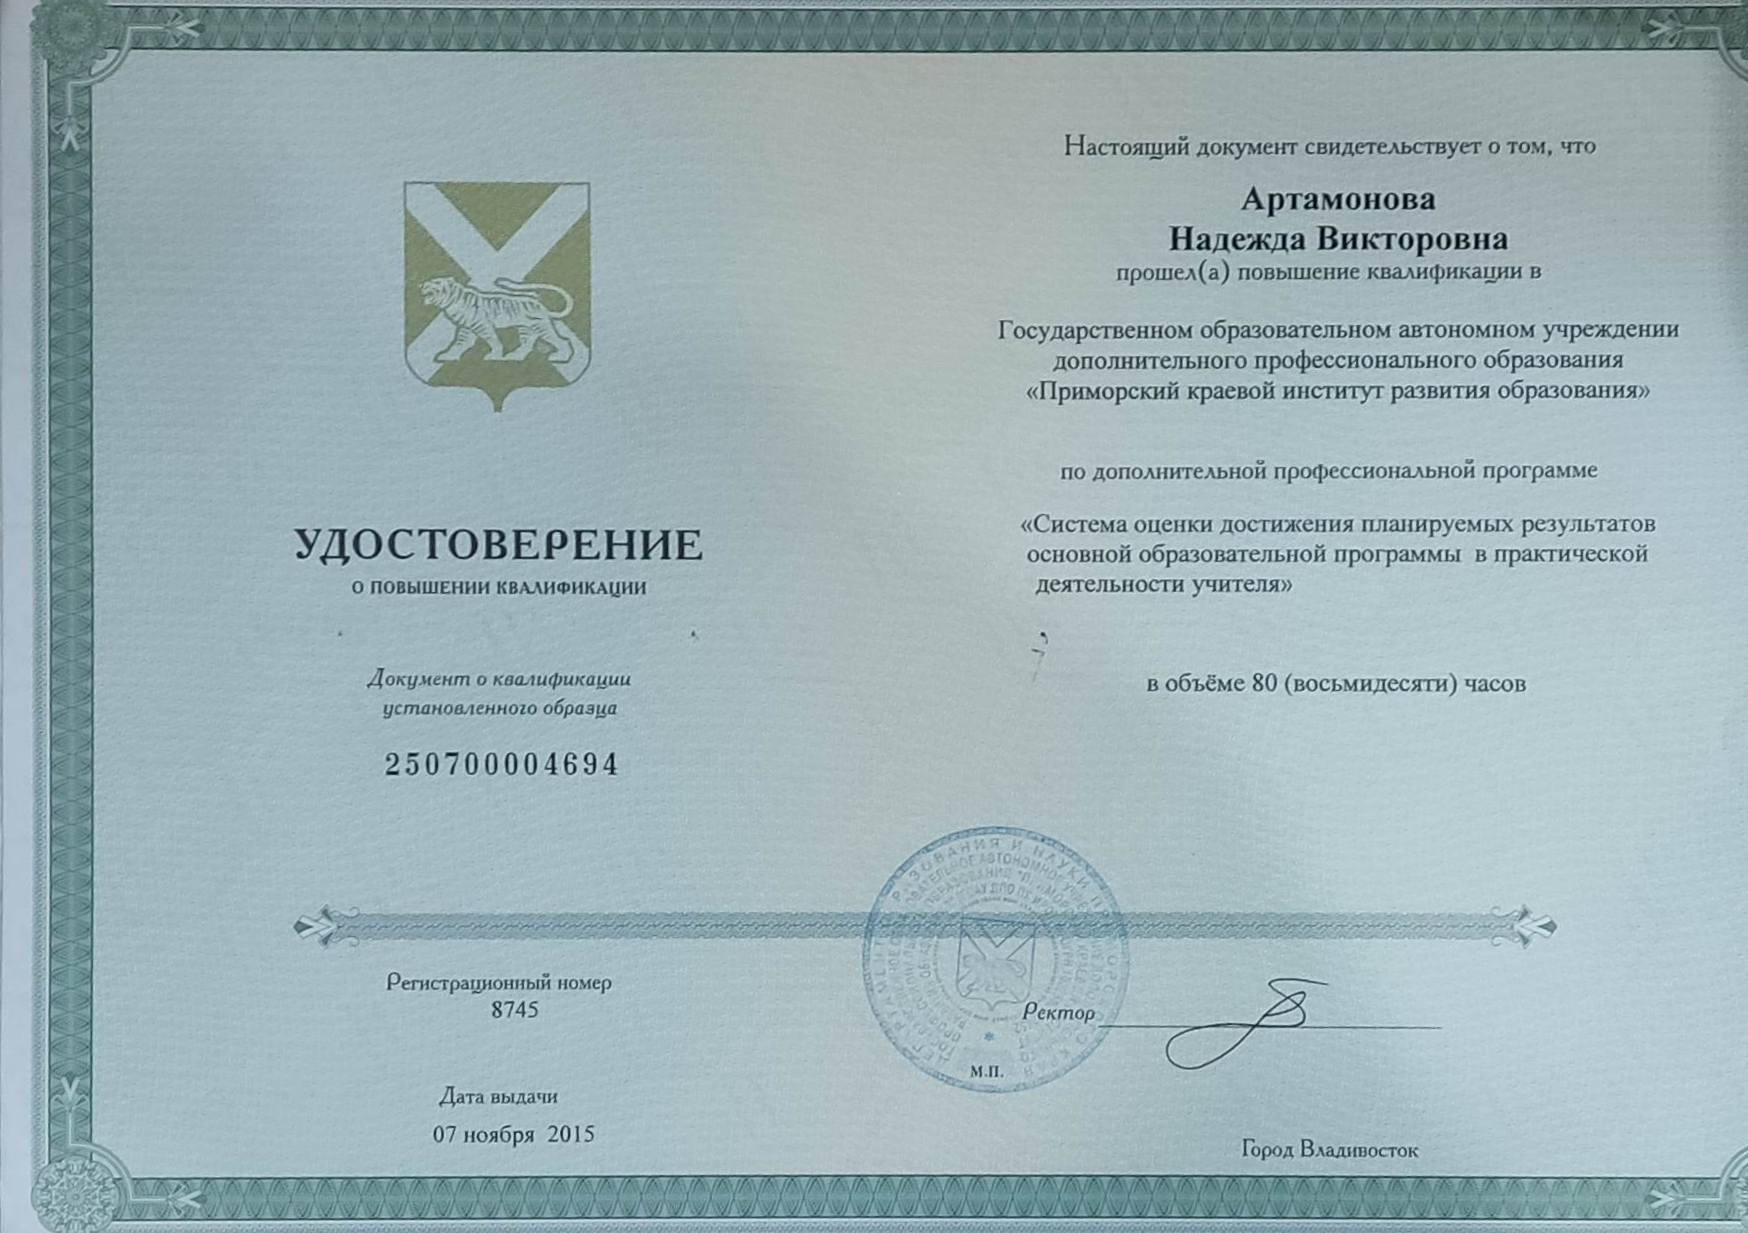 УДОСТОВЕРЕНИЕ
О ПОВЫШЕНИИ КВАЛИФИКАЦИИ
Документ о квалификации
установленного образца
250700004694
Регистрационный номер
8745
Дата выдачи
07 ноября 2015
Настоящий документ свидетельствует о том, что
Артамонова
Надежда Викторовна
прошел(а) повышение квалификации в
Государственном образовательном автономном учреждении
дополнительного профессионального образования
«Приморский краевой институт развития образования»
по дополнительной профессиональной программе
«Система оценки достижения планируемых результатов
основной образовательной программы в практической
деятельности учителя»
в объёме 80 (восьмидесяти) часов
М.П.
Ректор
Город Владивосток